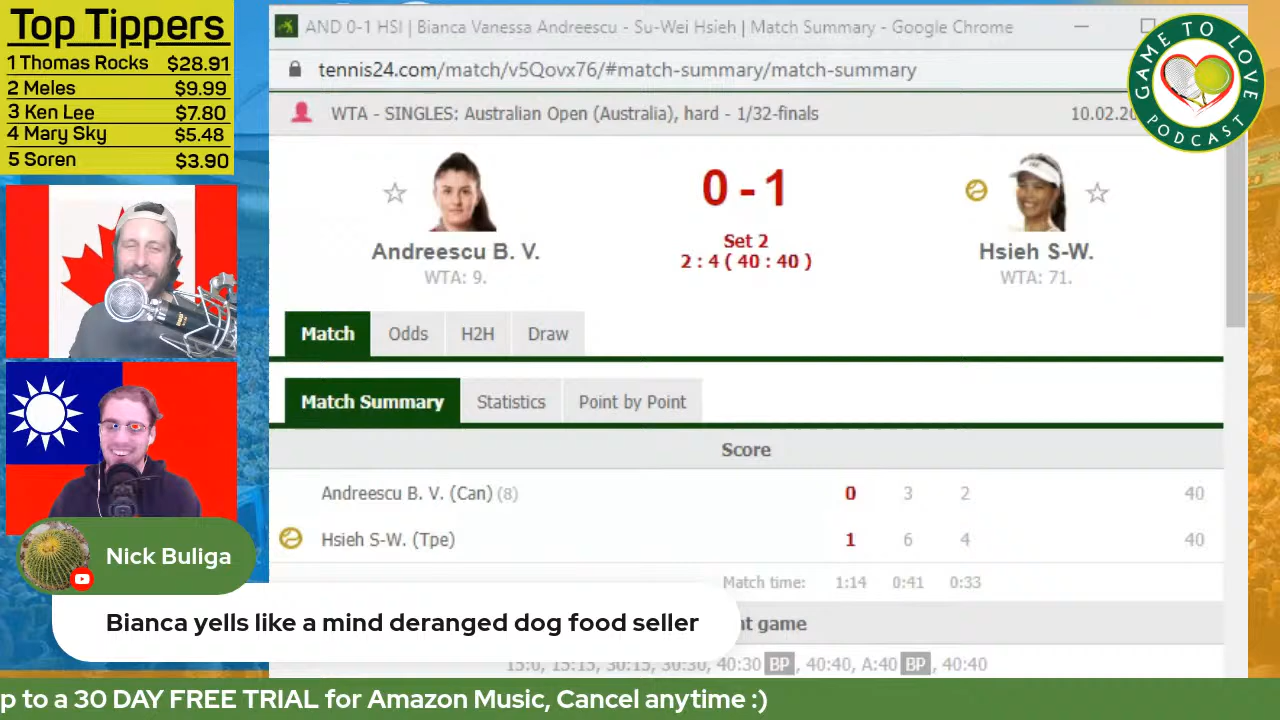 Top Tippers
1 Thomas Rocks $28.91
2 Meles $9.99
3 Ken Lee $7.80
4 Mary Sky $5.48
5 Soren $3.90
AND 0-1 HSI | Bianca Vanessa Andreescu - Su-Wei Hsieh | Match Summary - Google Chrome
tennis24.com/match/v5Qovx76/#match-summary/match-summary
GAME TO LOVE
PODCAST
WTA - SINGLES: Australian Open (Australia), hard - 1/32-finals 10.02.20
0 - 1
Set 2
2 : 4 ( 40 : 40 )
Andreescu B. V.
WTA: 9.
Hsieh S-W.
WTA: 71.
Match Odds H2H Draw
Match Summary Statistics Point by Point
Score
Andreescu B. V. (Can) (8) 0 3 2 40
Hsieh S-W. (Tpe) 1 6 4 40
Match time: 1:14 0:41 0:33
nt game
15:0, 15:15, 30:15, 30:30, 40:30 BP, 40:40, A:40 BP, 40:40
Nick Buliga
Bianca yells like a mind deranged dog food seller
p to a 30 DAY FREE TRIAL for Amazon Music, Cancel anytime :)